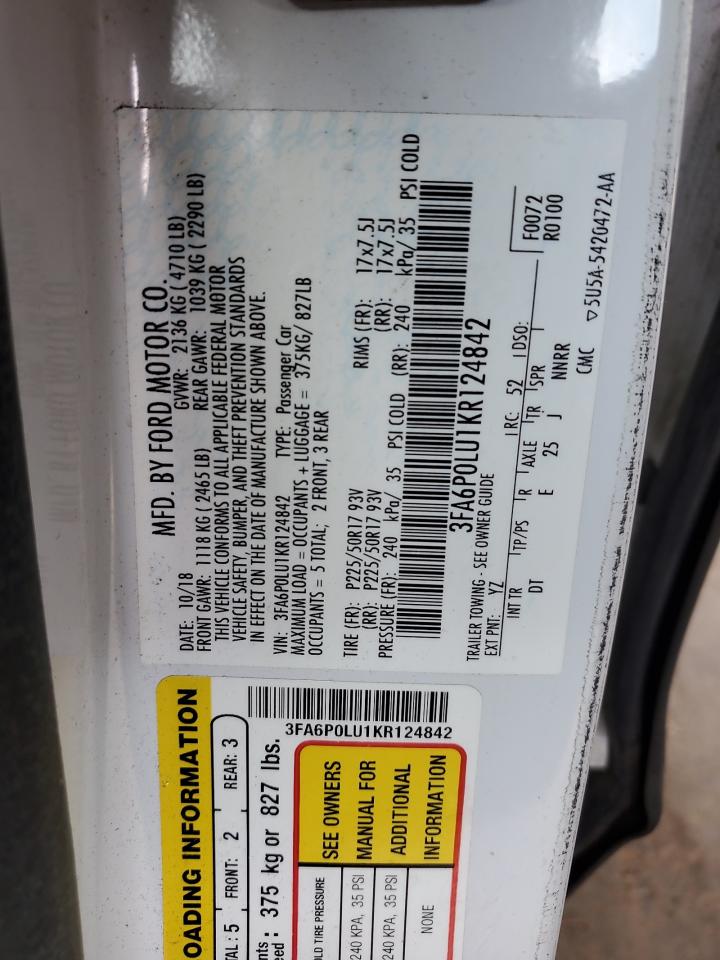 MFD. BY FORD MOTOR CO.
DATE: 10/18 GVWR: 2136 KG ( 4710 LB)
FRONT GAWR: 1118 KG ( 2465 LB) REAR GAWR: 1039 KG ( 2290 LB)
THIS VEHICLE CONFORMS TO ALL APPLICABLE FEDERAL MOTOR
VEHICLE SAFETY, BUMPER, AND THEFT PREVENTION STANDARDS
IN EFFECT ON THE DATE OF MANUFACTURE SHOWN ABOVE.
VIN: 3FA6P0LU1KR124842 TYPE: Passenger Car
MAXIMUM LOAD = OCCUPANTS + LUGGAGE = 375KG/ 827LB
OCCUPANTS = 5 TOTAL; 2 FRONT, 3 REAR
TIRE (FR): P225/50R17 93V RIMS (FR): 17x7.5J
(RR): P225/50R17 93V (RR): 17x7.5J
PRESSURE (FR): 240 kPa/ 35 PSI COLD (RR): 240 kPa/ 35 PSI COLD
3FA6P0LU1KR124842
TRAILER TOWING - SEE OWNER GUIDE
EXT PNT: YZ RC: 52 DSO: F0072
R0100
INT TR TP/PS R AXLE TR SPR
DT E 25 J NNRR
CMC ▽5U5A-5420472-AA
OADING INFORMATION
TAL: 5 FRONT: 2 REAR: 3
nts : 375 kg or 827 lbs.
eed :
3FA6P0LU1KR124842
LD TIRE PRESSURE
240 KPA, 35 PSI
240 KPA, 35 PSI
NONE
SEE OWNERS
MANUAL FOR
ADDITIONAL
INFORMATION